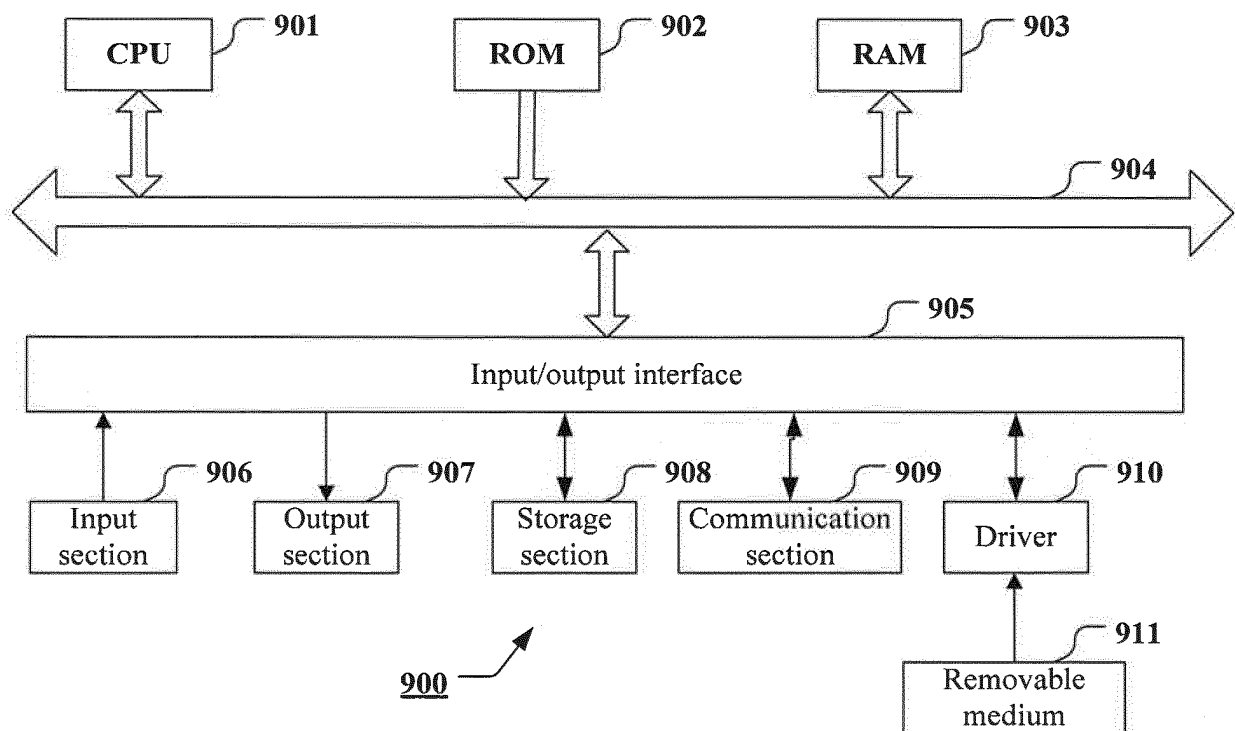 CPU
901
ROM
902
RAM
903
904
905
Input/output interface
906
907
908
909
910
Input
section
Output
section
Storage
section
Communication
section
Driver
911
900
Removable
medium